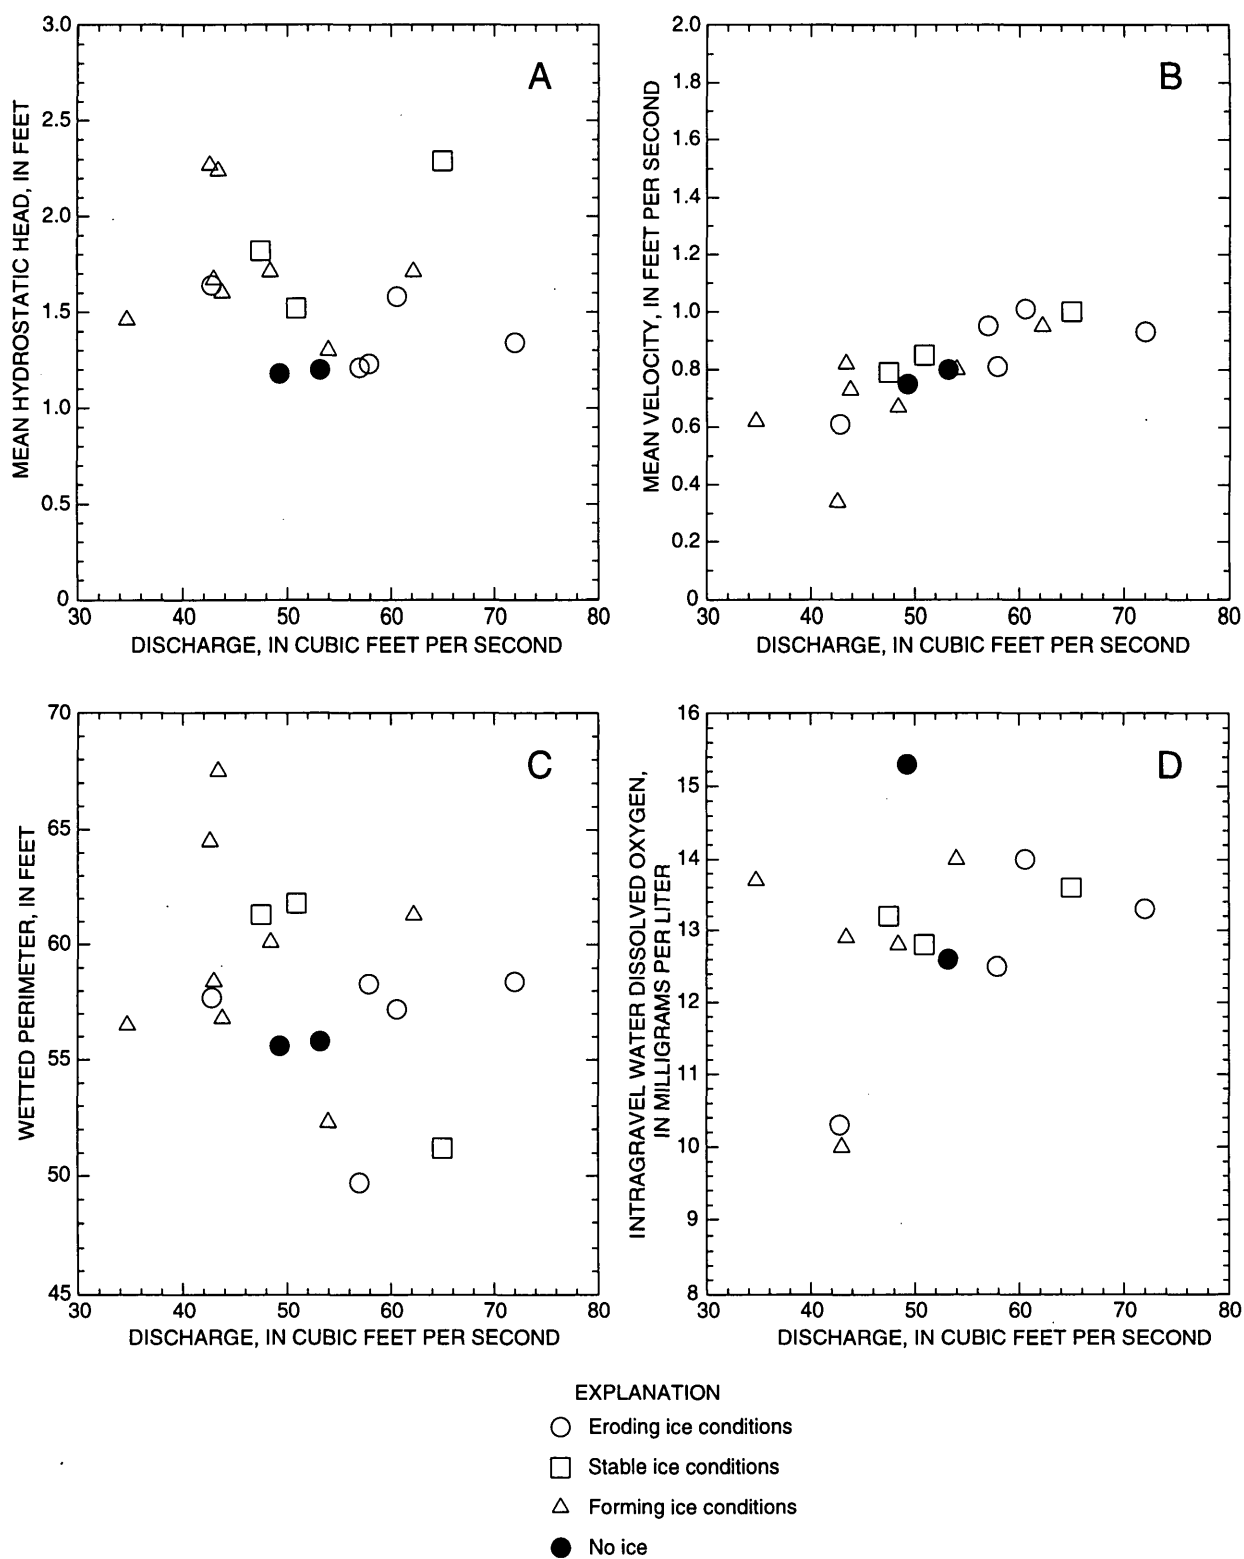 A
MEAN HYDROSTATIC HEAD, IN FEET
3.0
2.5
2.0
1.5
1.0
0.5
0
30 40 50 60 70 80
DISCHARGE, IN CUBIC FEET PER SECOND
B
MEAN VELOCITY, IN FEET PER SECOND
2.0
1.8
1.6
1.4
1.2
1.0
0.8
0.6
0.4
0.2
0
30 40 50 60 70 80
DISCHARGE, IN CUBIC FEET PER SECOND
C
WETTED PERIMETER, IN FEET
70
65
60
55
50
45
30 40 50 60 70 80
DISCHARGE, IN CUBIC FEET PER SECOND
D
INTRAGRAVEL WATER DISSOLVED OXYGEN,
IN MILLIGRAMS PER LITER
16
15
14
13
12
11
10
9
8
30 40 50 60 70 80
DISCHARGE, IN CUBIC FEET PER SECOND
EXPLANATION
Eroding ice conditions
Stable ice conditions
Forming ice conditions
No ice